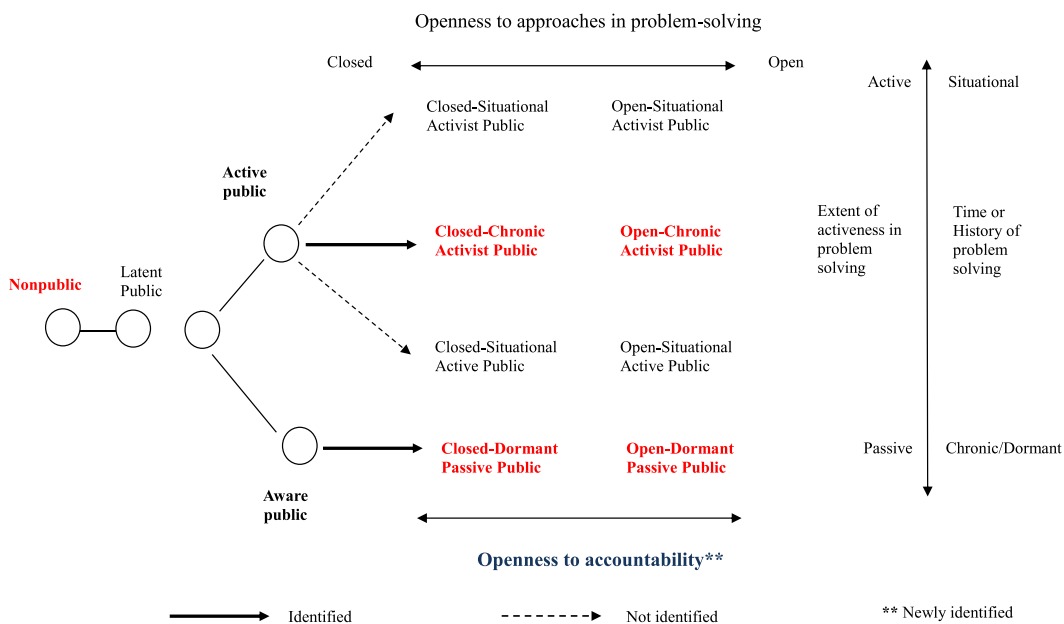 Openness to approaches in problem-solving
Closed
Open
Active
Situational
Closed-Situational
Activist Public
Open-Situational
Activist Public
Active
public
Extent of
activeness in
problem
solving
Time or
History of
problem
solving
Closed-Chronic
Activist Public
Open-Chronic
Activist Public
Nonpublic
Latent
Public
Closed-Situational
Active Public
Open-Situational
Active Public
Closed-Dormant
Passive Public
Open-Dormant
Passive Public
Passive
Chronic/Dormant
Aware
public
Openness to accountability**
Identified
Not identified
** Newly identified